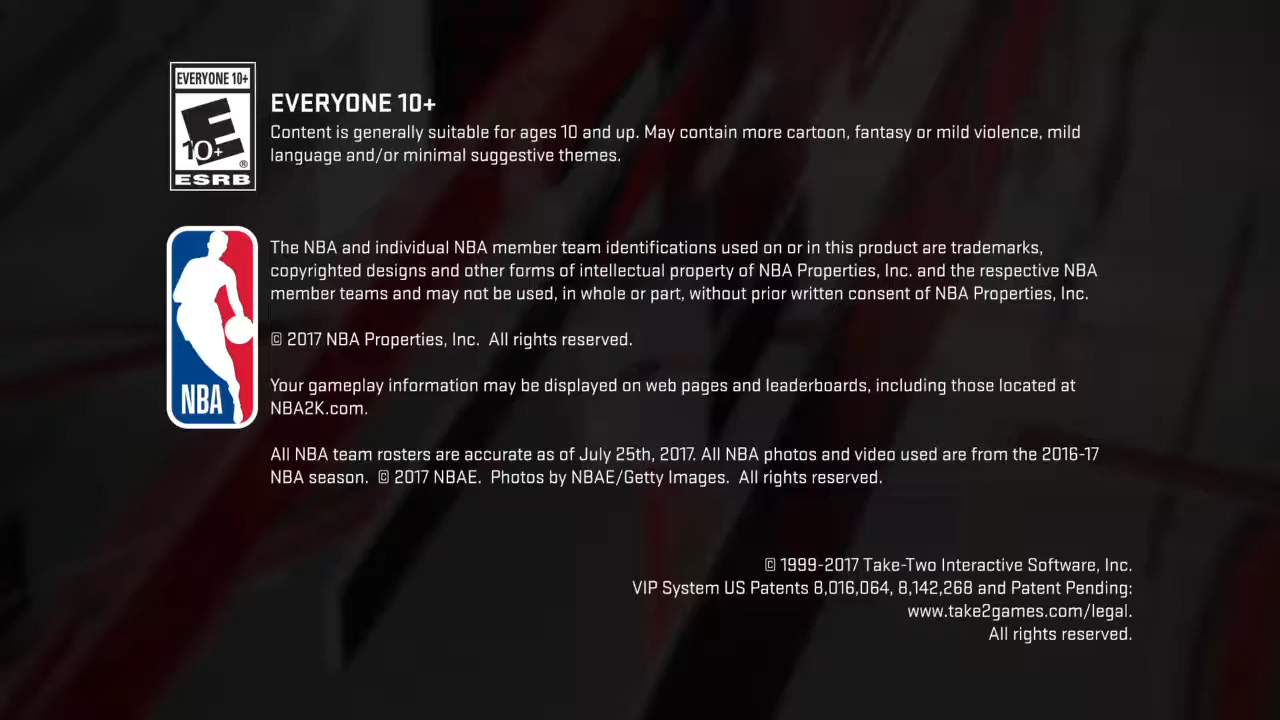 EVERYONE 10+
E
10+
®
ESRB
EVERYONE 10+
Content is generally suitable for ages 10 and up. May contain more cartoon, fantasy or mild violence, mild
language and/or minimal suggestive themes.
NBA
The NBA and individual NBA member team identifications used on or in this product are trademarks,
copyrighted designs and other forms of intellectual property of NBA Properties, Inc. and the respective NBA
member teams and may not be used, in whole or part, without prior written consent of NBA Properties, Inc.
© 2017 NBA Properties, Inc. All rights reserved.
Your gameplay information may be displayed on web pages and leaderboards, including those located at
NBA2K.com.
All NBA team rosters are accurate as of July 25th, 2017. All NBA photos and video used are from the 2016-17
NBA season. © 2017 NBAE. Photos by NBAE/Getty Images. All rights reserved.
© 1999-2017 Take-Two Interactive Software, Inc.
VIP System US Patents 8,016,064, 8,142,268 and Patent Pending:
www.take2games.com/legal.
All rights reserved.